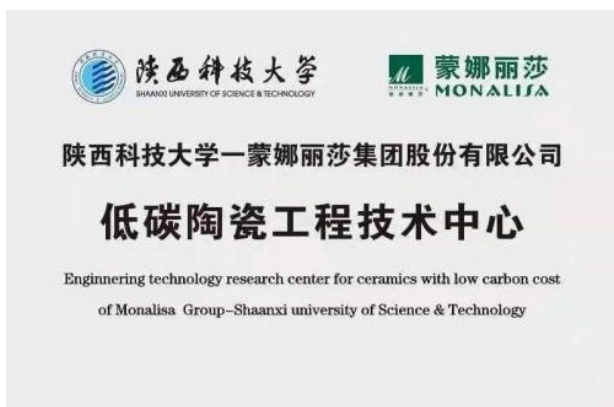 陕西科技大学
SHAANXI UNIVERSITY OF SCIENCE & TECHNOLOGY
蒙娜丽莎
MONALISA
陕西科技大学一蒙娜丽莎集团股份有限公司
低碳陶瓷工程技术中心
Enginnering technology research center for ceramics with low carbon cost
of Monalisa Group-Shaanxi university of Science & Technology